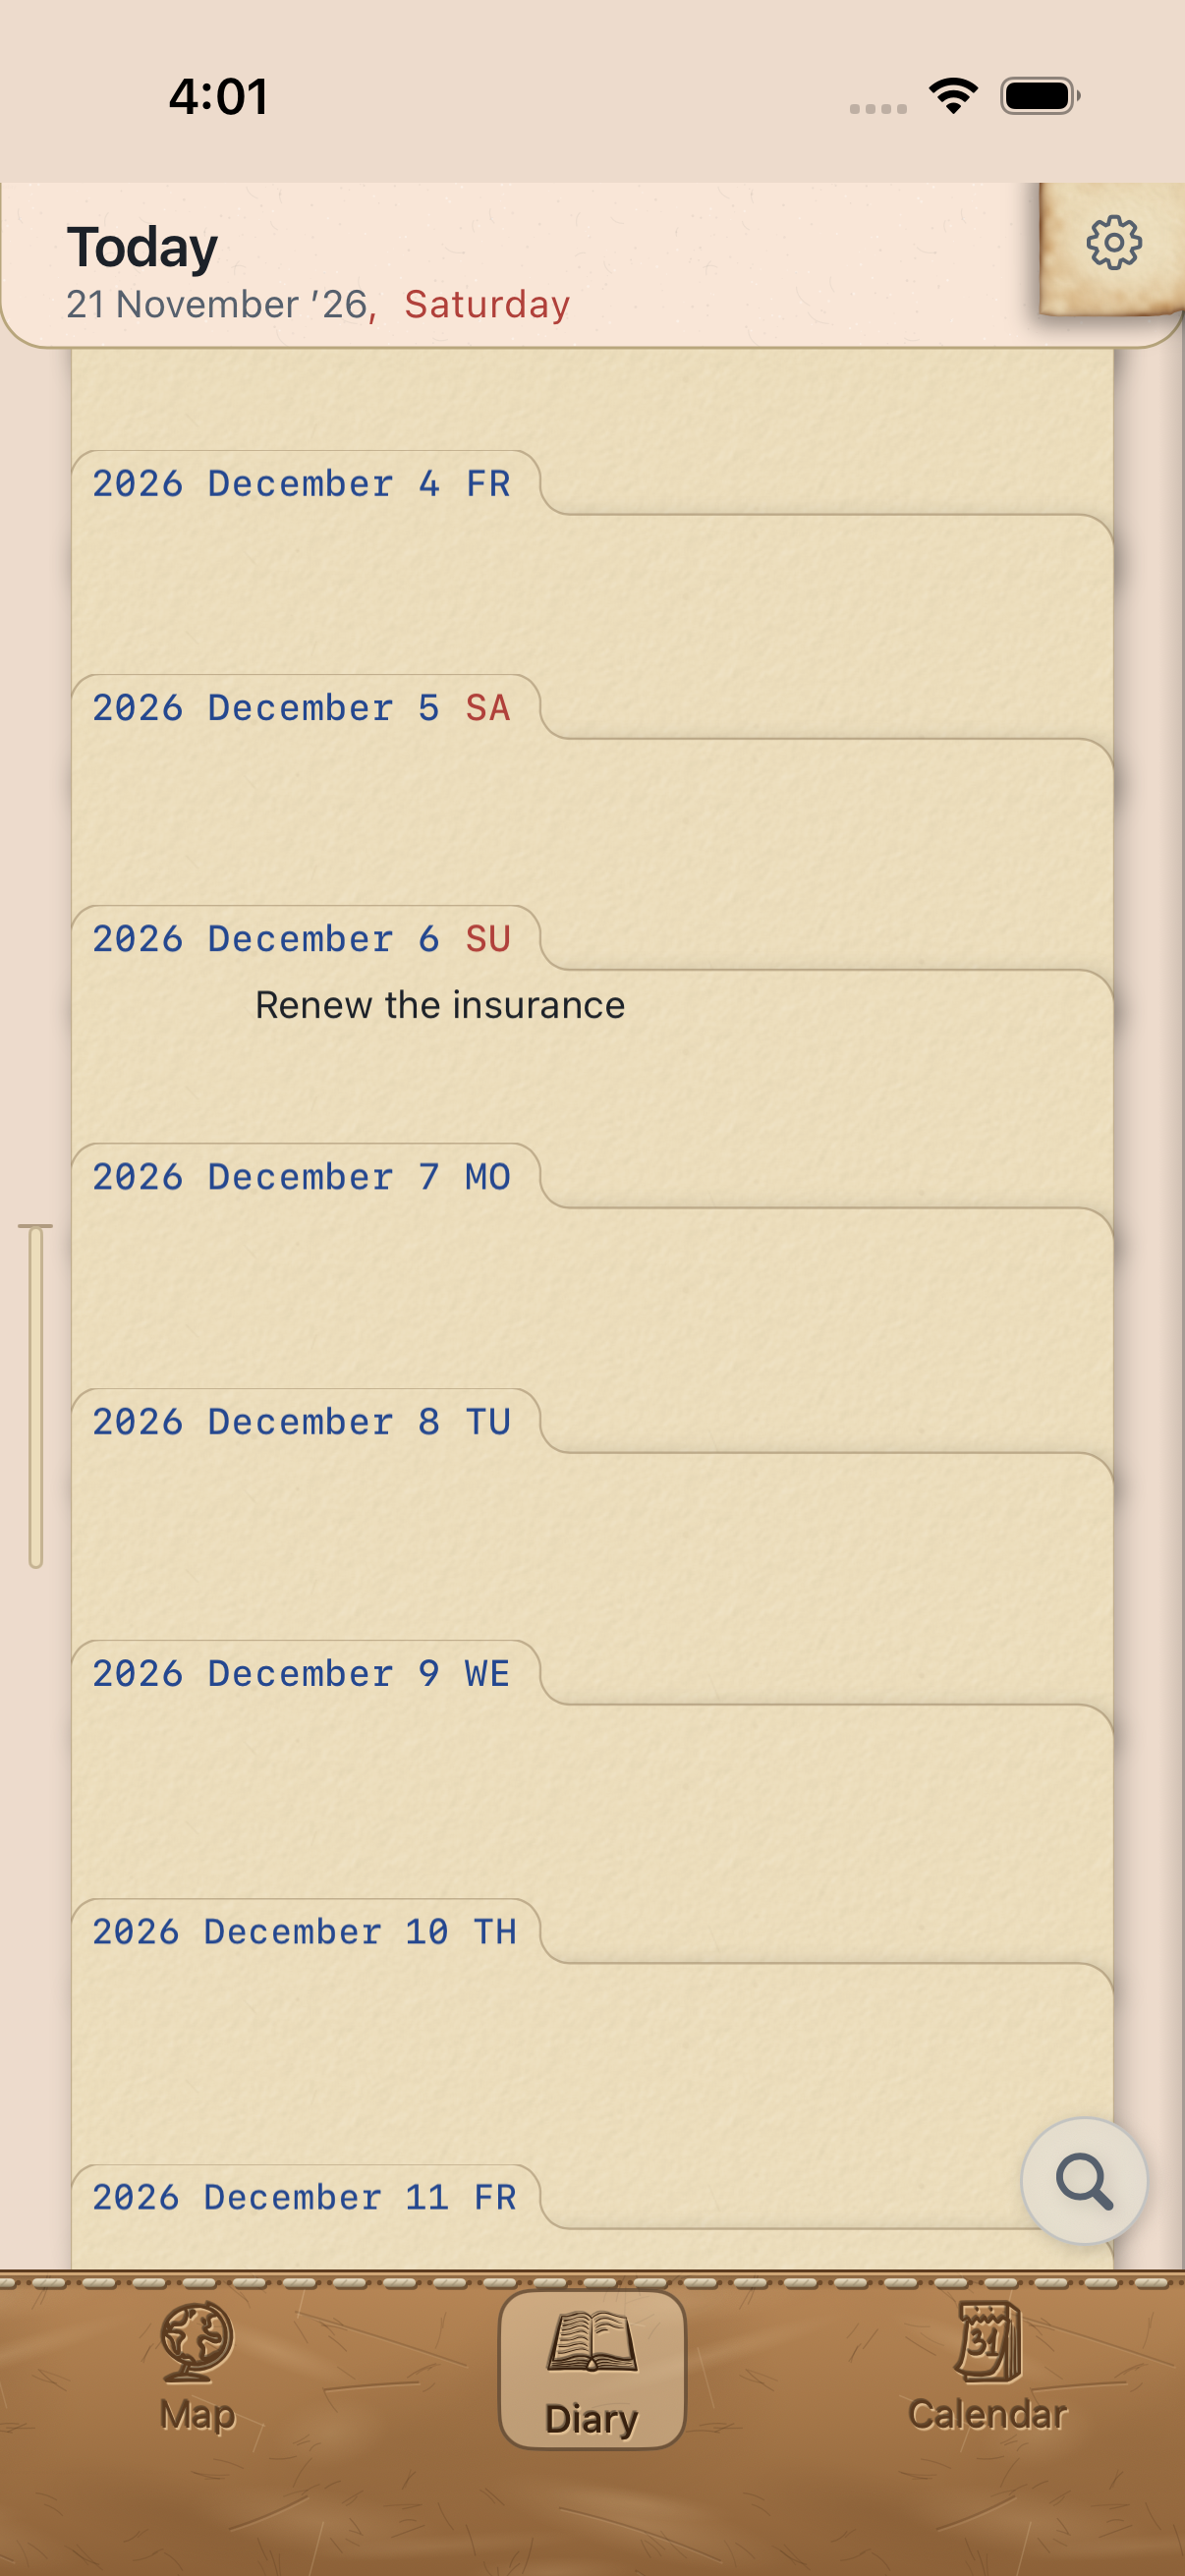 4:01
Today
21 November ’26, Saturday
2026 December 4 FR
2026 December 5 SA
2026 December 6 SU
Renew the insurance
2026 December 7 MO
2026 December 8 TU
2026 December 9 WE
2026 December 10 TH
2026 December 11 FR
31
Map
Diary
Calendar